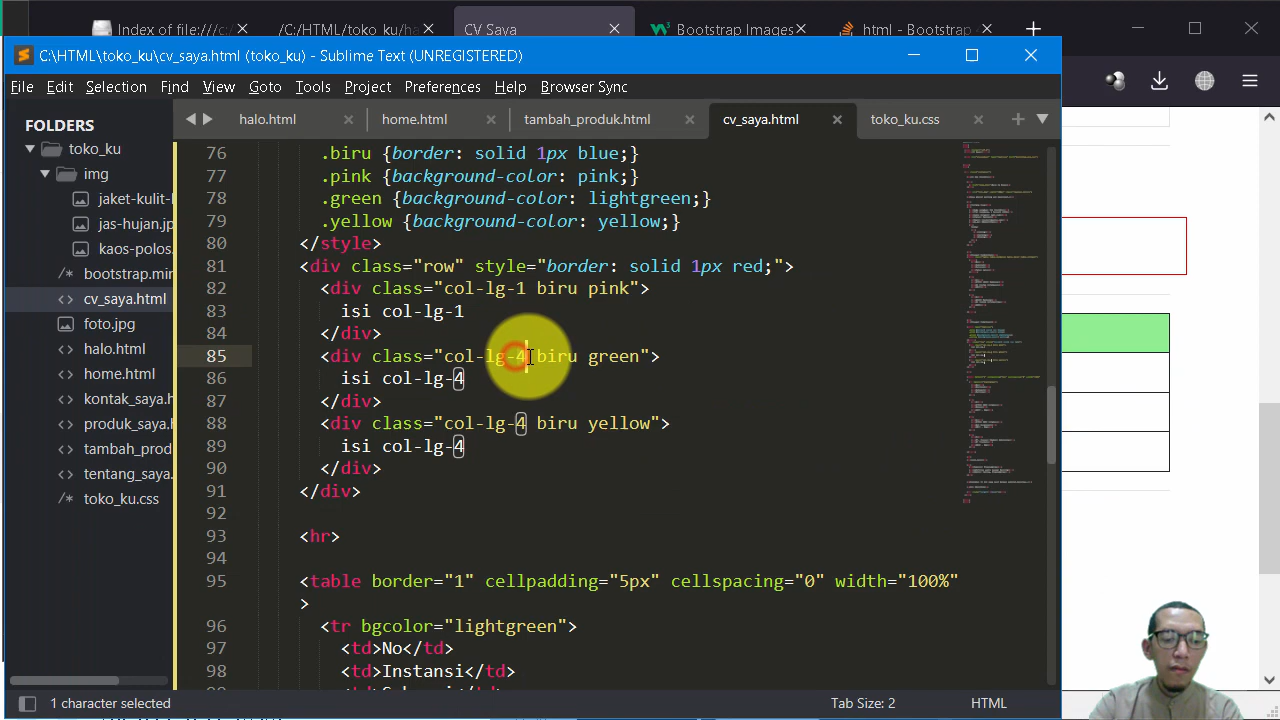 Index of file:///c:/
/C:/HTML/toko_ku/ha
CV Saya
Bootstrap Images
html - Bootstrap
C:\HTML\toko_ku\cv_saya.html (toko_ku) - Sublime Text (UNREGISTERED)
File Edit Selection Find View Goto Tools Project Preferences Help Browser Sync
FOLDERS
toko_ku
img
jaket-kulit-
bootstrap.min
cv_saya.html
foto.jpg
halo.html
home.html
kontak_saya.h
tentang_saya.
toko_ku.css
halo.html
home.html
tambah_produk.html
cv_saya.html
toko_ku.css
76 .biru {border: solid 1px blue;}
77 .pink {background-color: pink;}
78 .green {background-color: lightgreen;}
79 .yellow {background-color: yellow;}
80 </style>
81 <div class="row" style="border: solid 1px red;">
82 <div class="col-lg-1 biru pink">
83 isi col-lg-1
84 </div>
85 <div class="col-lg-4 biru green">
86 isi col-lg-4
87 </div>
88 <div class="col-lg-4 biru yellow">
89 isi col-lg-4
90 </div>
91 </div>
92
93 <hr>
94
95 <table border="1" cellpadding="5px" cellspacing="0" width="100%"
>
96 <tr bgcolor="lightgreen">
97 <td>No</td>
98 <td>Instansi</td>
1 character selected
Tab Size: 2
HTML